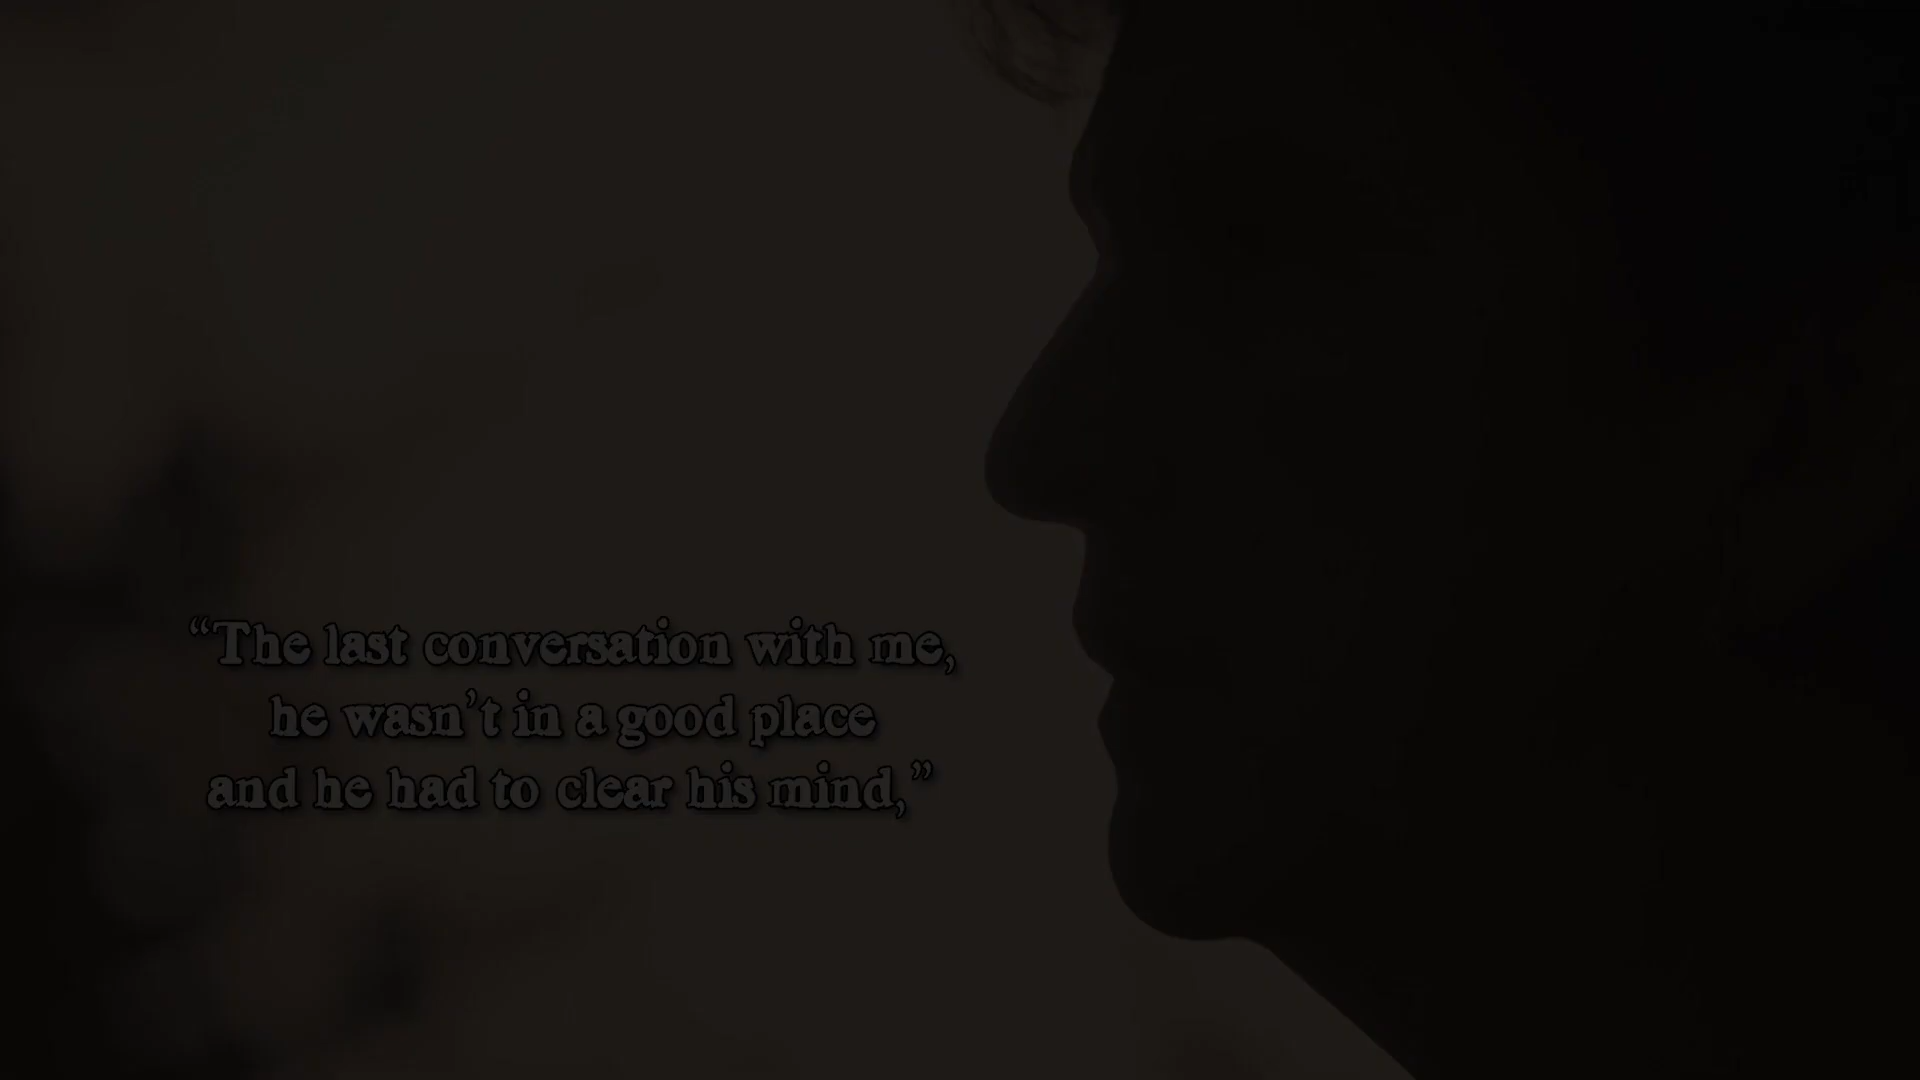 “The last conversation with me,
he wasn’t in a good place
and he had to clear his mind,”